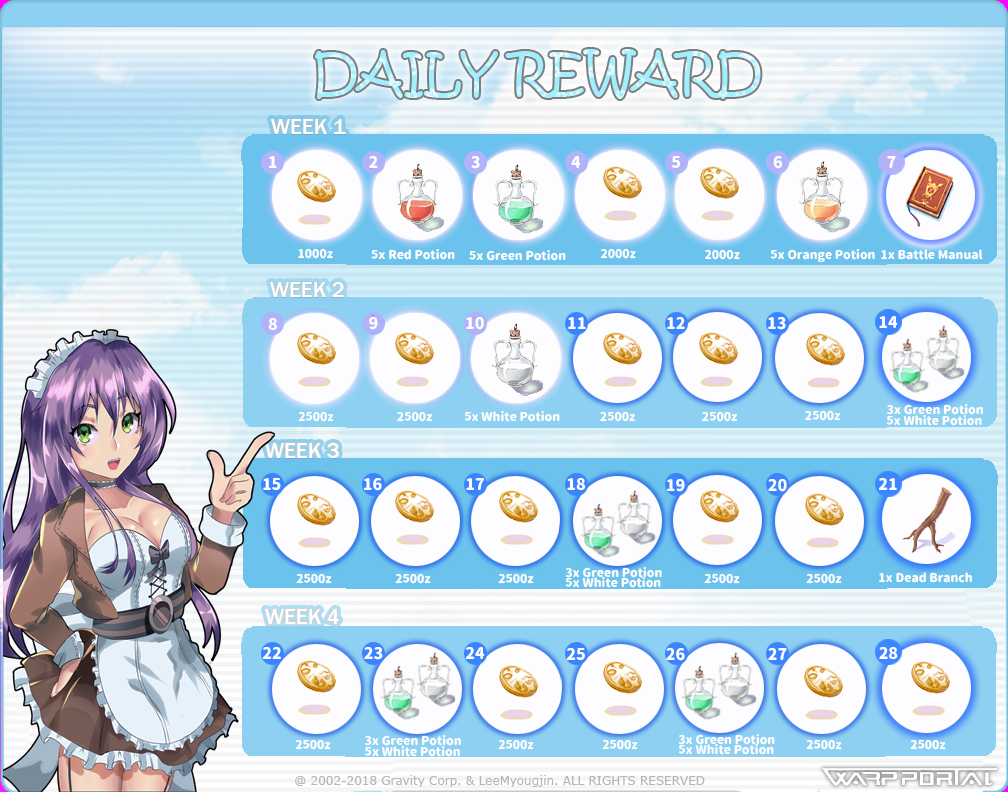 DAILY REWARD
WEEK 1
1 2 3 4 5 6 7
1000z 5x Red Potion 5x Green Potion 2000z 2000z 5x Orange Potion 1x Battle Manual
WEEK 2
8 9 10 11 12 13 14
2500z 2500z 5x White Potion 2500z 2500z 2500z 3x Green Potion
5x White Potion
WEEK 3
15 16 17 18 19 20 21
2500z 2500z 2500z 3x Green Potion 2500z 2500z 1x Dead Branch
5x White Potion
WEEK 4
22 23 24 25 26 27 28
2500z 3x Green Potion 2500z 2500z 3x Green Potion 2500z 2500z
5x White Potion 5x White Potion
© 2002-2018 Gravity Corp. & LeeMyougjin. ALL RIGHTS RESERVED
WARP PORTAL